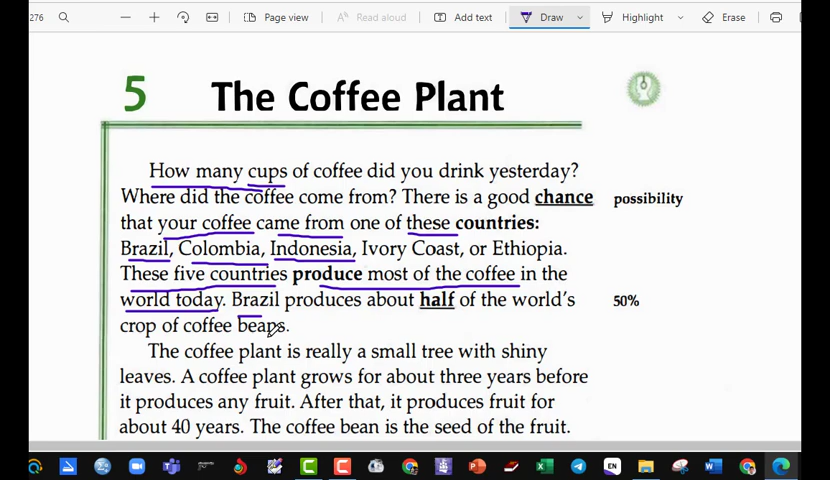 276
Page view
Read aloud
Add text
Draw
Highlight
Erase
5 The Coffee Plant
How many cups of coffee did you drink yesterday?
Where did the coffee come from? There is a good chance possibility
that your coffee came from one of these countries:
Brazil, Colombia, Indonesia, Ivory Coast, or Ethiopia.
These five countries produce most of the coffee in the
world today. Brazil produces about half of the world's 50%
crop of coffee beans.
The coffee plant is really a small tree with shiny
leaves. A coffee plant grows for about three years before
it produces any fruit. After that, it produces fruit for
about 40 years. The coffee bean is the seed of the fruit.
EN